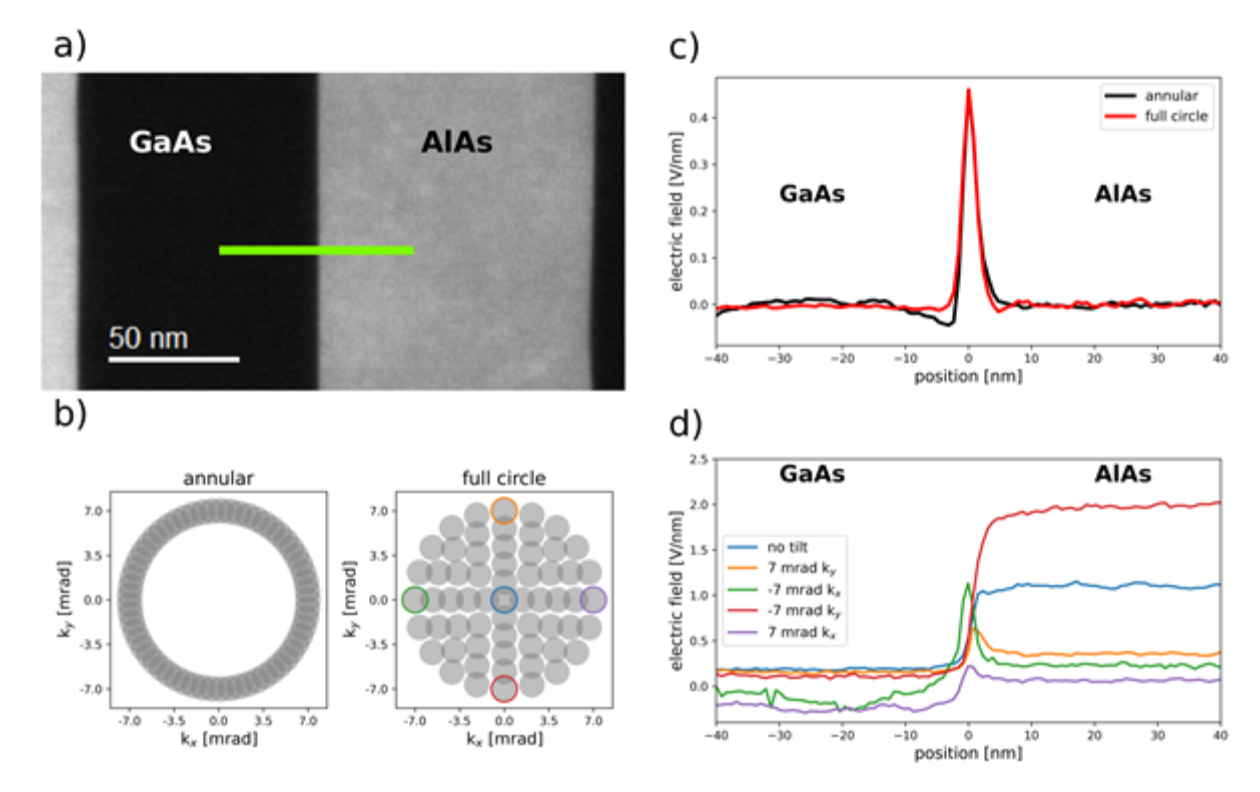 a)
GaAs
AlAs
50 nm
b)
annular
7.0
3.5
0.0
-3.5
-7.0
k_y [mrad]
-7.0 -3.5 0.0 3.5 7.0
k_x [mrad]
full circle
7.0
3.5
0.0
-3.5
-7.0
k_y [mrad]
-7.0 -3.5 0.0 3.5 7.0
k_x [mrad]
c)
annular
full circle
GaAs
AlAs
0.4
0.3
0.2
0.1
0.0
electric field [V/nm]
−40 −30 −20 −10 0 10 20 30 40
position [nm]
d)
GaAs
AlAs
2.5
2.0
1.5
1.0
0.5
0.0
electric field [V/nm]
no tilt
7 mrad k_y
-7 mrad k_x
-7 mrad k_y
7 mrad k_x
−40 −30 −20 −10 0 10 20 30 40
position [nm]